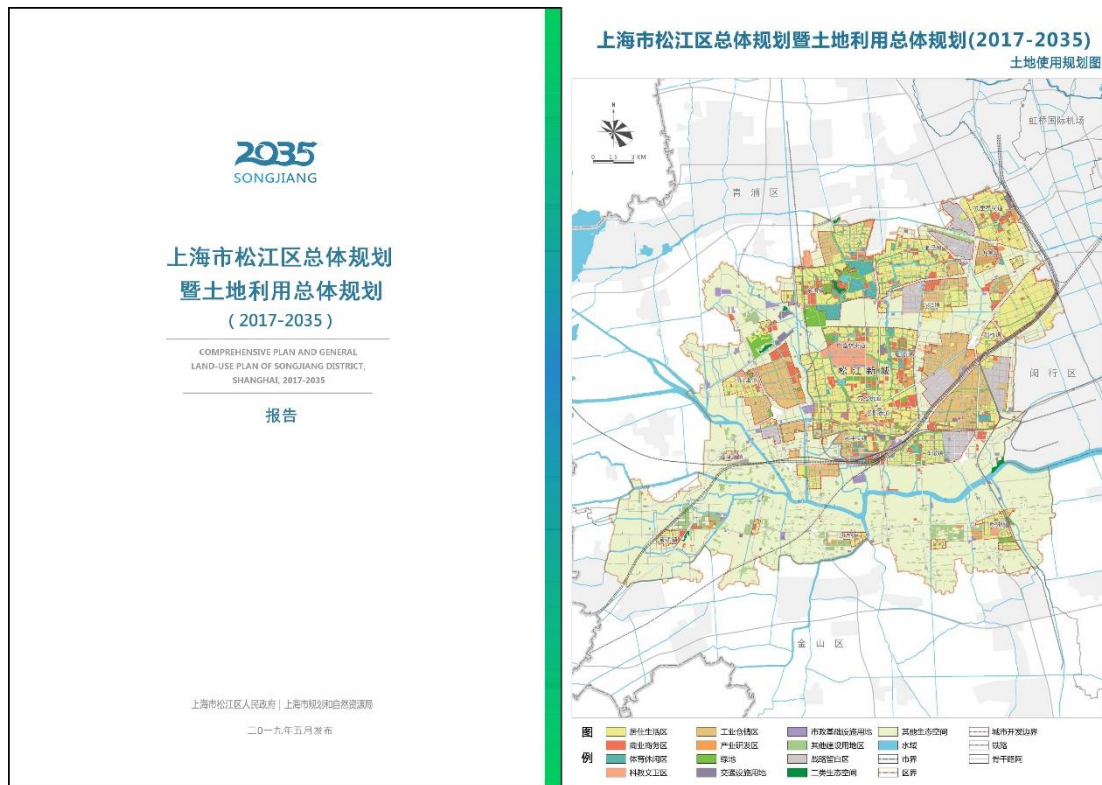 2035
SONGJIANG
上海市松江区总体规划
暨土地利用总体规划
(2017-2035)
COMPREHENSIVE PLAN AND GENERAL
LAND-USE PLAN OF SONGJIANG DISTRICT,
SHANGHAI, 2017-2035
报告
上海市松江区人民政府 | 上海市规划和自然资源局
二〇一九年五月发布
上海市松江区总体规划暨土地利用总体规划(2017-2035)
土地使用规划图
N
虹桥国际机场
青浦区
松江新城
闵行区
金山区
图例
居住生活区
工业仓储区
市政基础设施用地
其他生态空间
城市开发边界
商业商务区
产业研发区
其他建设用地区
水域
铁路
体育休闲区
绿地
战略留白区
市界
骨干路网
科教文卫区
交通设施用地
二类生态空间
区界